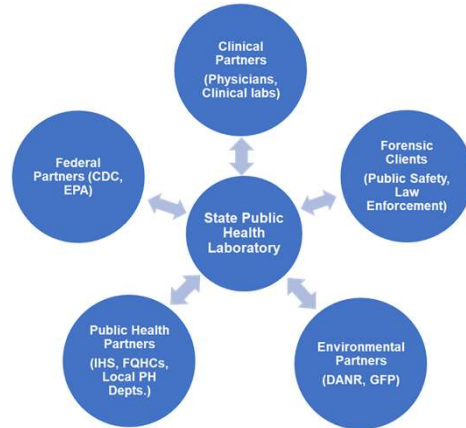 Clinical
Partners
(Physicians,
Clinical labs)
Federal
Partners (CDC,
EPA)
Forensic
Clients
(Public Safety,
Law
Enforcement)
State Public
Health
Laboratory
Public Health
Partners
(IHS, FQHCs,
Local PH
Depts.)
Environmental
Partners
(DANR, GFP)